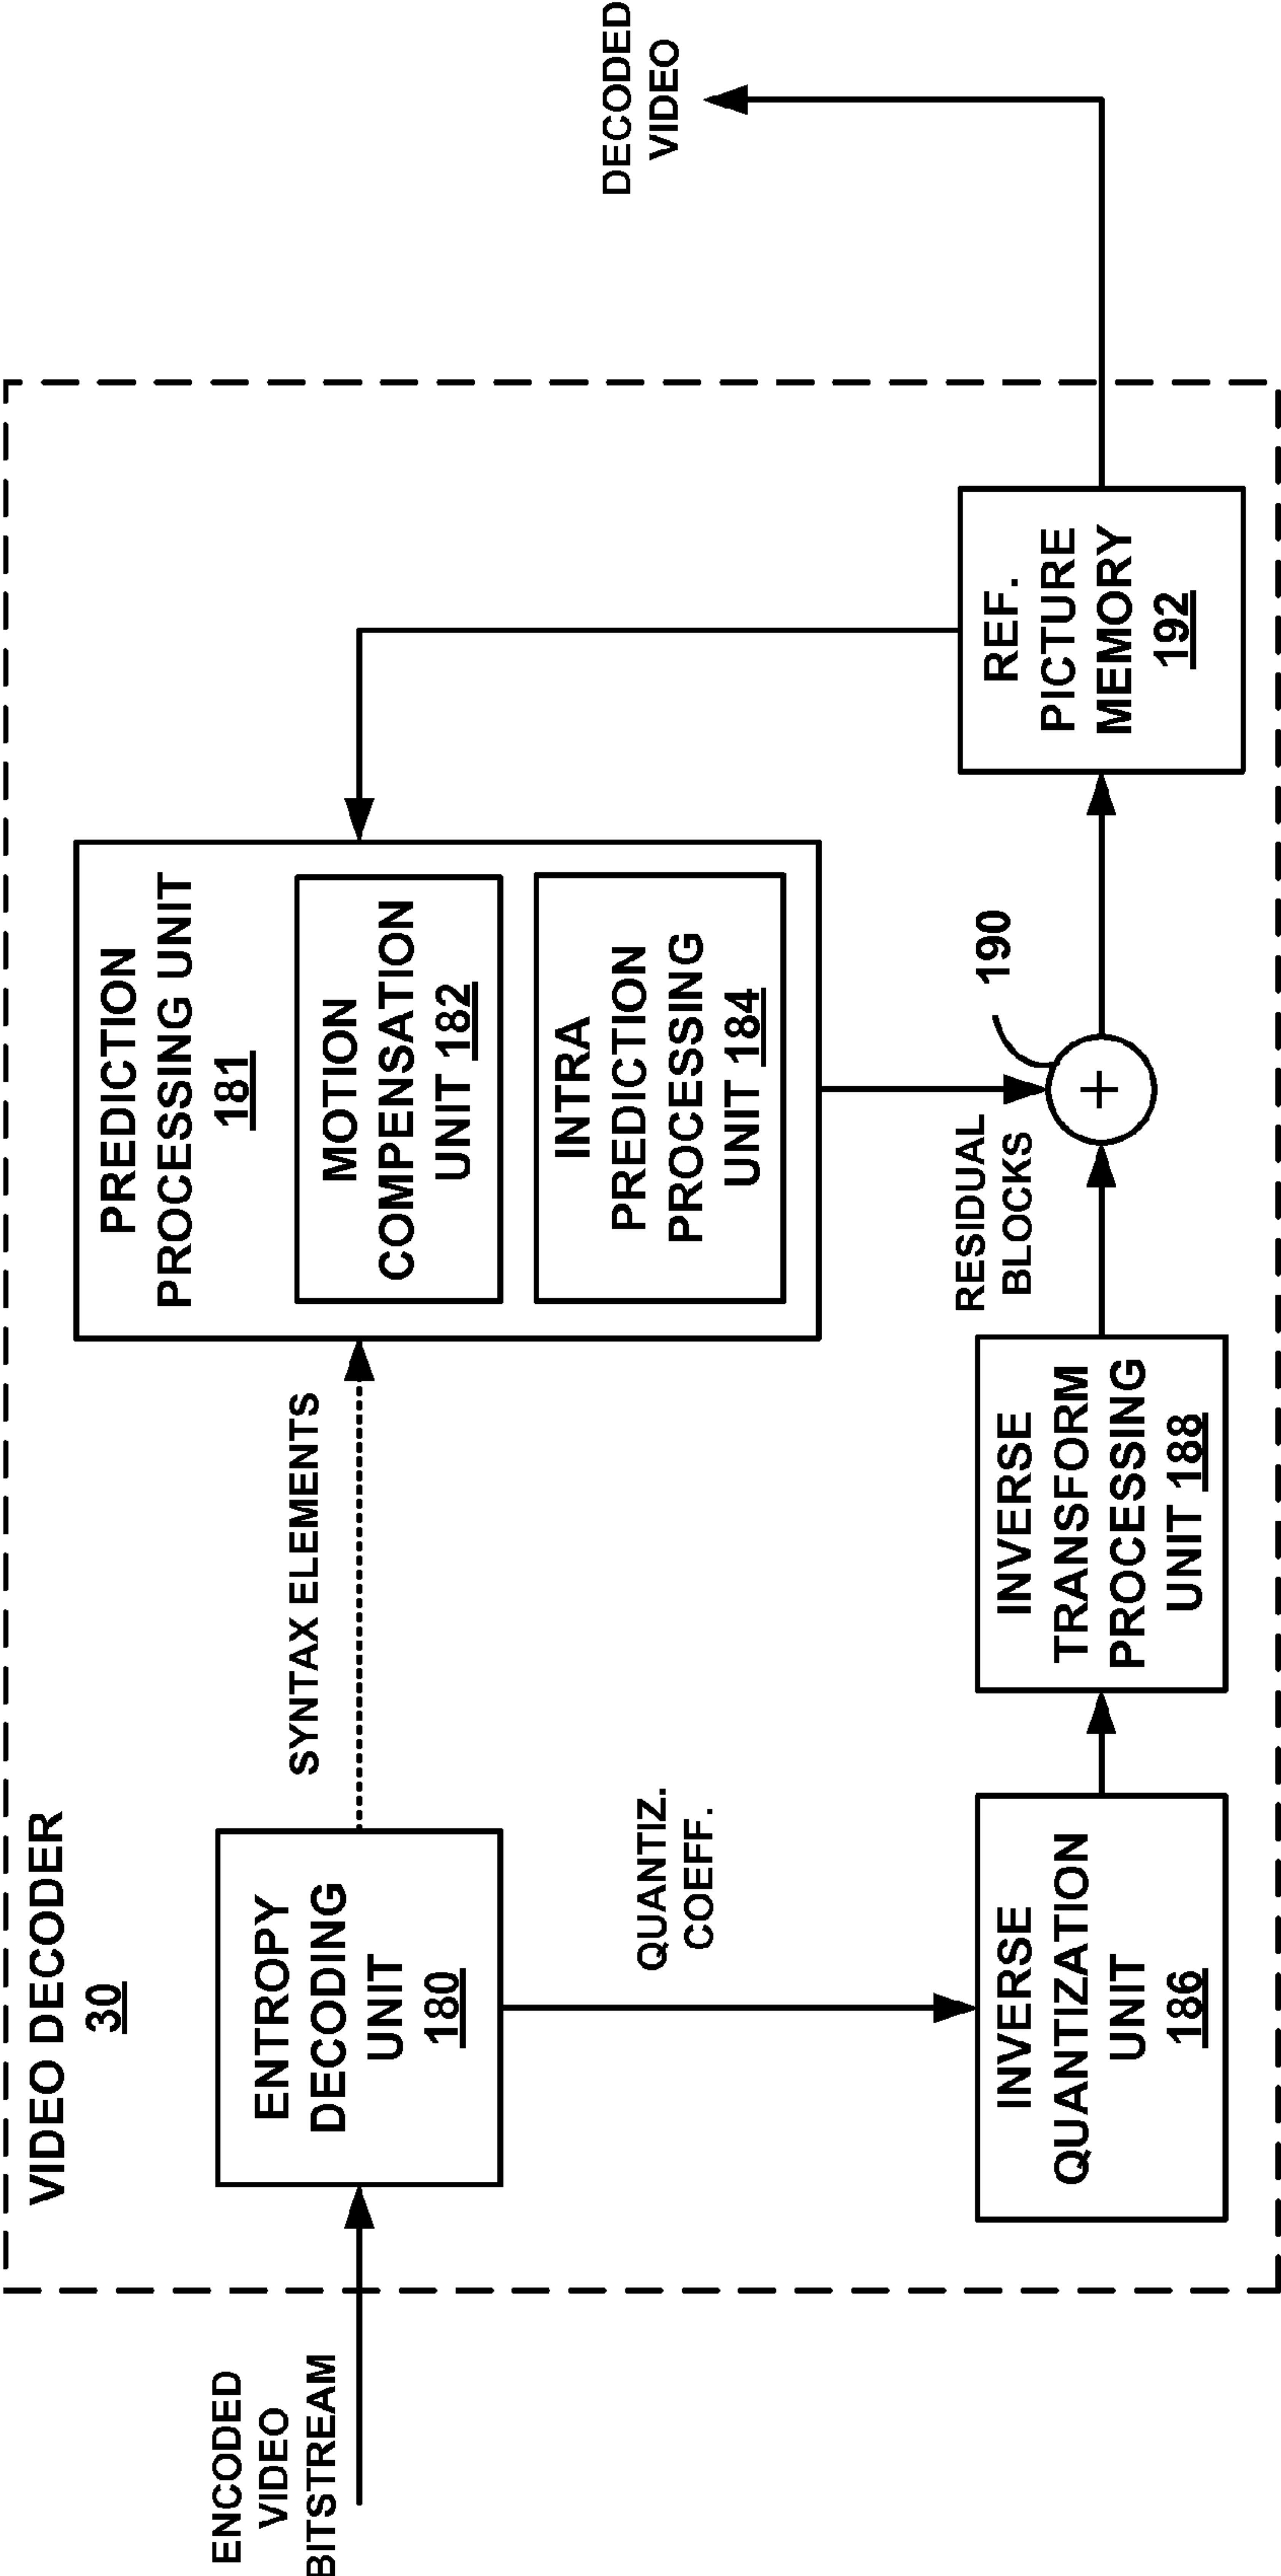 VIDEO DECODER
30
ENCODED
VIDEO
BITSTREAM
ENTROPY
DECODING
UNIT
180
SYNTAX ELEMENTS
PREDICTION
PROCESSING UNIT
181
MOTION
COMPENSATION
UNIT 182
INTRA
PREDICTION
PROCESSING
UNIT 184
QUANTIZ.
COEFF.
INVERSE
QUANTIZATION
UNIT
186
INVERSE
TRANSFORM
PROCESSING
UNIT 188
RESIDUAL
BLOCKS
190
+
REF.
PICTURE
MEMORY
192
DECODED
VIDEO